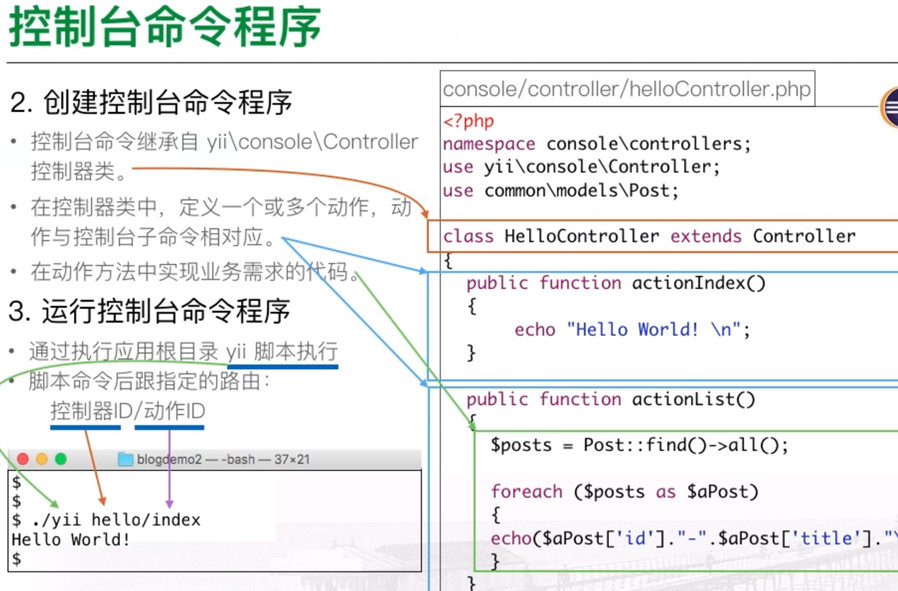 控制台命令程序
2. 创建控制台命令程序
• 控制台命令继承自 yii\console\Controller
控制器类。
• 在控制器类中，定义一个或多个动作，动
作与控制台子命令相对应。
• 在动作方法中实现业务需求的代码。
3. 运行控制台命令程序
• 通过执行应用根目录 yii 脚本执行
• 脚本命令后跟指定的路由：
控制器ID/动作ID
blogdemo2 — -bash — 37×21
$
$
$ ./yii hello/index
Hello World!
$
console/controller/helloController.php
<?php
namespace console\controllers;
use yii\console\Controller;
use common\models\Post;
class HelloController extends Controller
{
public function actionIndex()
{
echo "Hello World! \n";
}
public function actionList()
{
$posts = Post::find()->all();
foreach ($posts as $aPost)
{
echo($aPost['id']."-".$aPost['title']."\
}
}